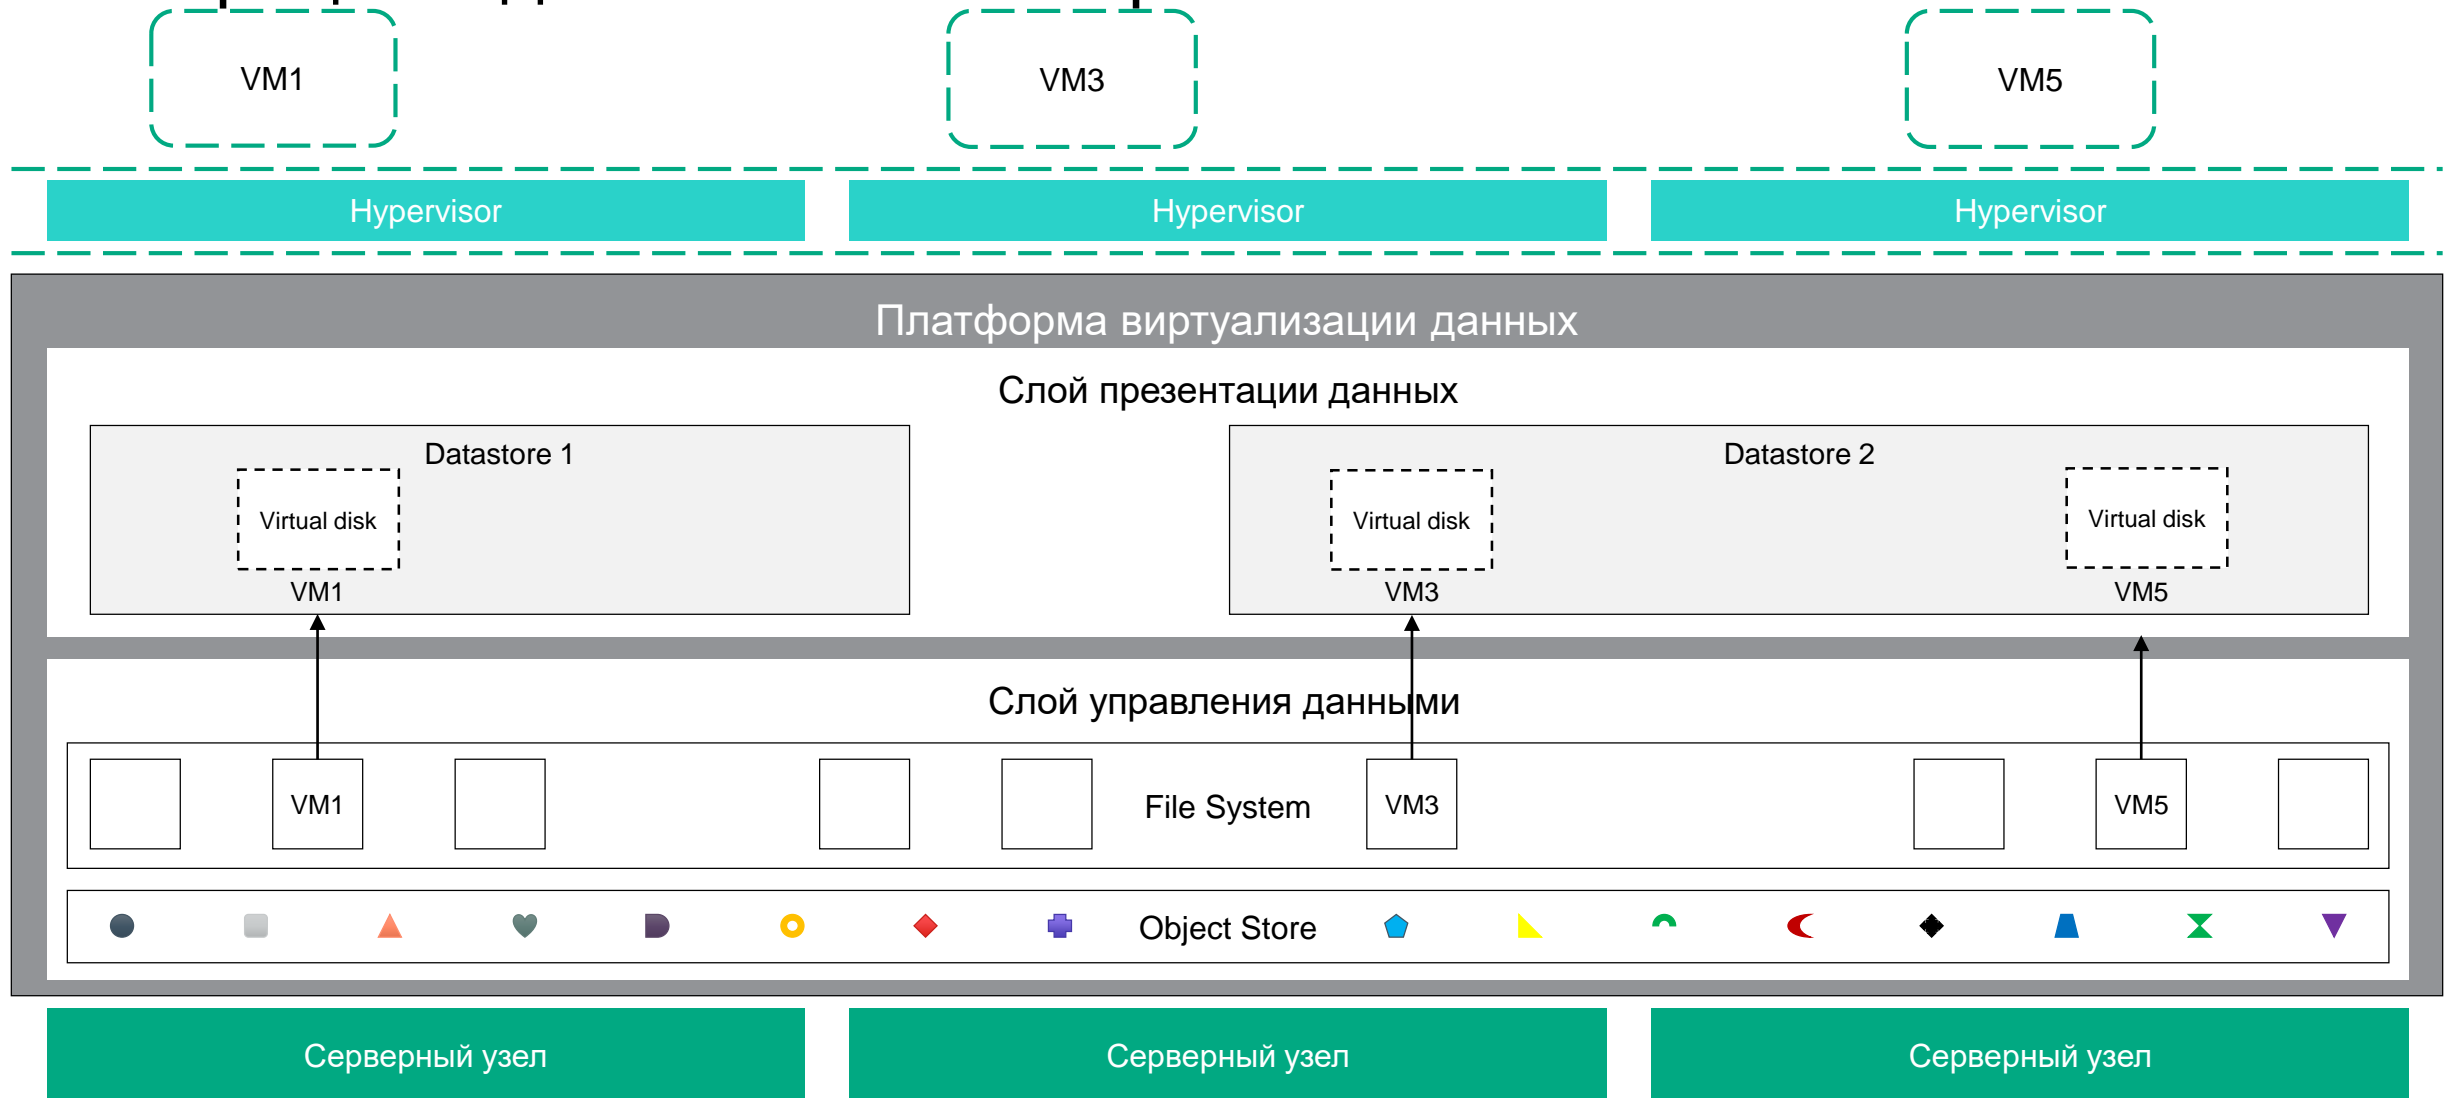 VM1
VM3
VM5
Hypervisor
Hypervisor
Hypervisor
Платформа виртуализации данных
Слой презентации данных
Datastore 1
Datastore 2
Virtual disk
Virtual disk
Virtual disk
VM1
VM3
VM5
Слой управления данными
VM1
File System
VM3
VM5
Object Store
Серверный узел
Серверный узел
Серверный узел